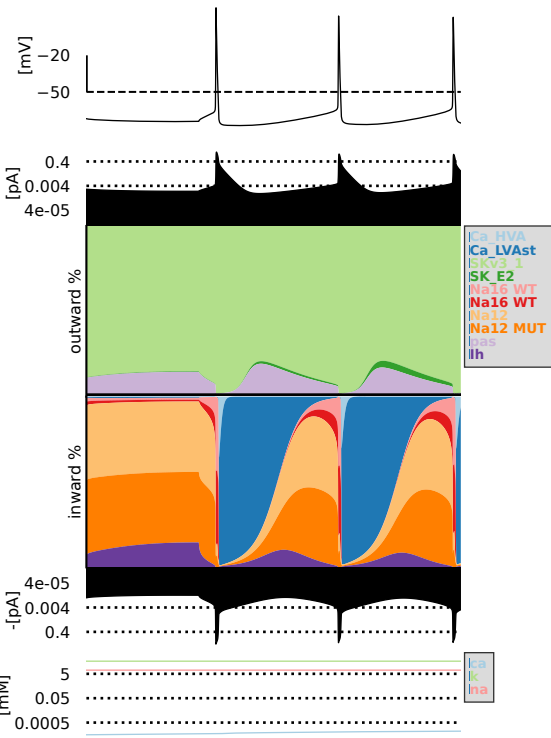 [mV]
−20
−50
[pA]
0.4
0.004
4e-05
outward %
Ca_HVA
Ca_LVAst
SKv3_1
SK_E2
Na16 WT
Na16 WT
Na12
Na12 MUT
pas
Ih
inward %
-[pA]
4e-05
0.004
0.4
[mM]
5
0.05
0.0005
ca
k
na